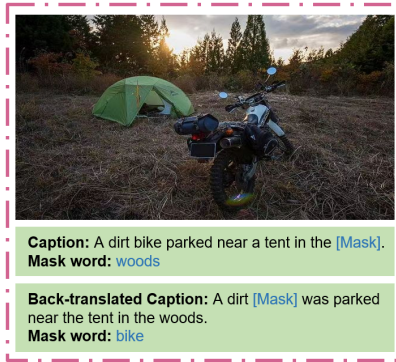 Caption: A dirt bike parked near a tent in the [Mask].
Mask word: woods
Back-translated Caption: A dirt [Mask] was parked
near the tent in the woods.
Mask word: bike